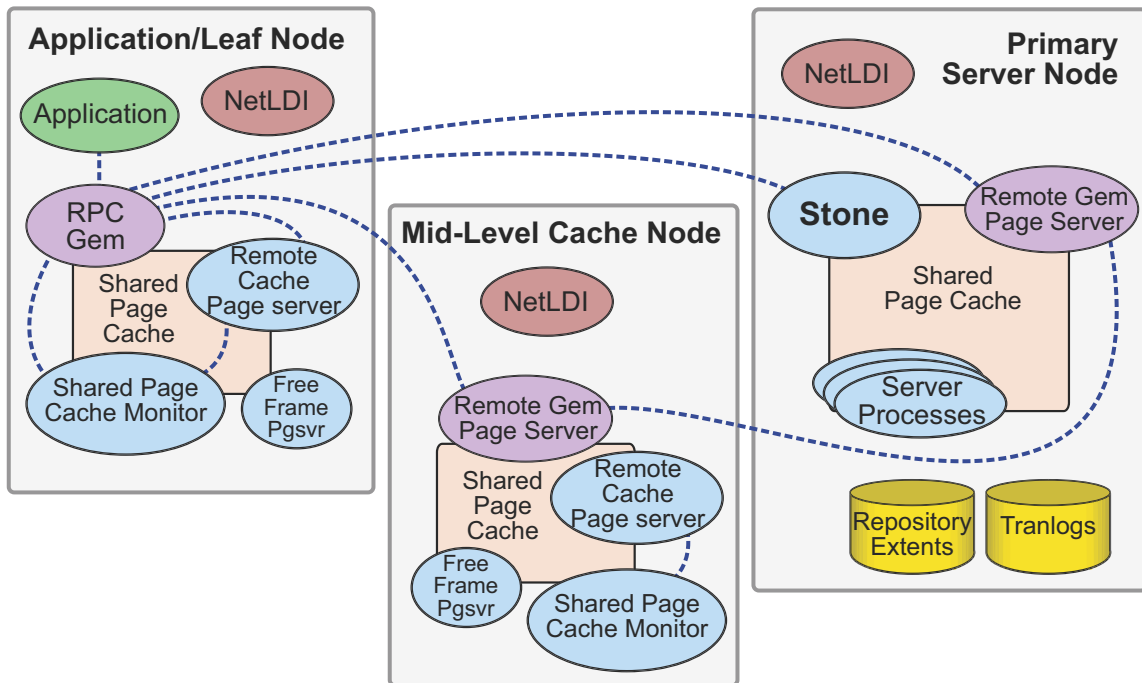 Application/Leaf Node
Application
NetLDI
RPC
Gem
Shared
Page
Cache
Remote
Cache
Page server
Shared Page
Cache Monitor
Free
Frame
Pgsvr
Mid-Level Cache Node
NetLDI
Remote Gem
Page Server
Shared
Page
Cache
Remote
Cache
Page server
Free
Frame
Pgsvr
Shared Page
Cache Monitor
Primary
Server Node
NetLDI
Stone
Remote Gem
Page Server
Shared
Page Cache
Server
Processes
Repository
Extents
Tranlogs